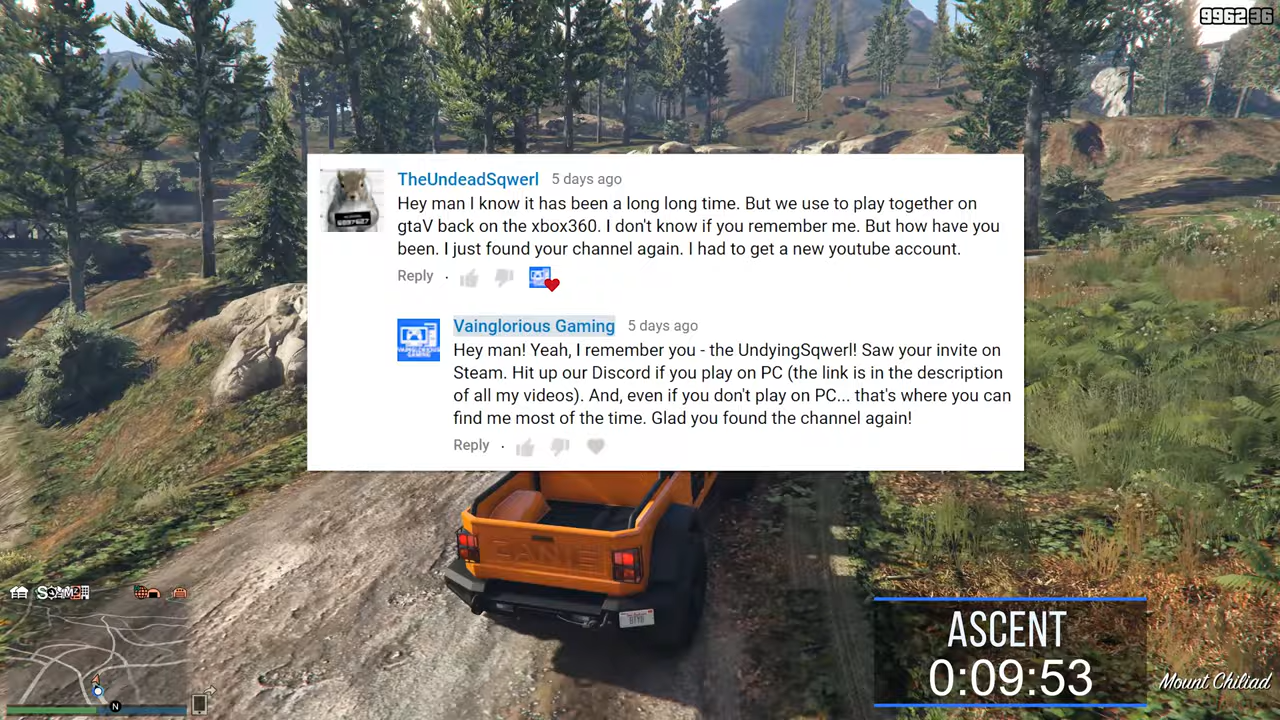 996236
TheUndeadSqwerl 5 days ago
Hey man I know it has been a long long time. But we use to play together on
gtaV back on the xbox360. I don't know if you remember me. But how have you
been. I just found your channel again. I had to get a new youtube account.
Reply
Vainglorious Gaming 5 days ago
Hey man! Yeah, I remember you - the UndyingSqwerl! Saw your invite on
Steam. Hit up our Discord if you play on PC (the link is in the description
of all my videos). And, even if you don't play on PC... that's where you can
find me most of the time. Glad you found the channel again!
Reply
CANIS
ASCENT
0:09:53
Mount Chiliad
N